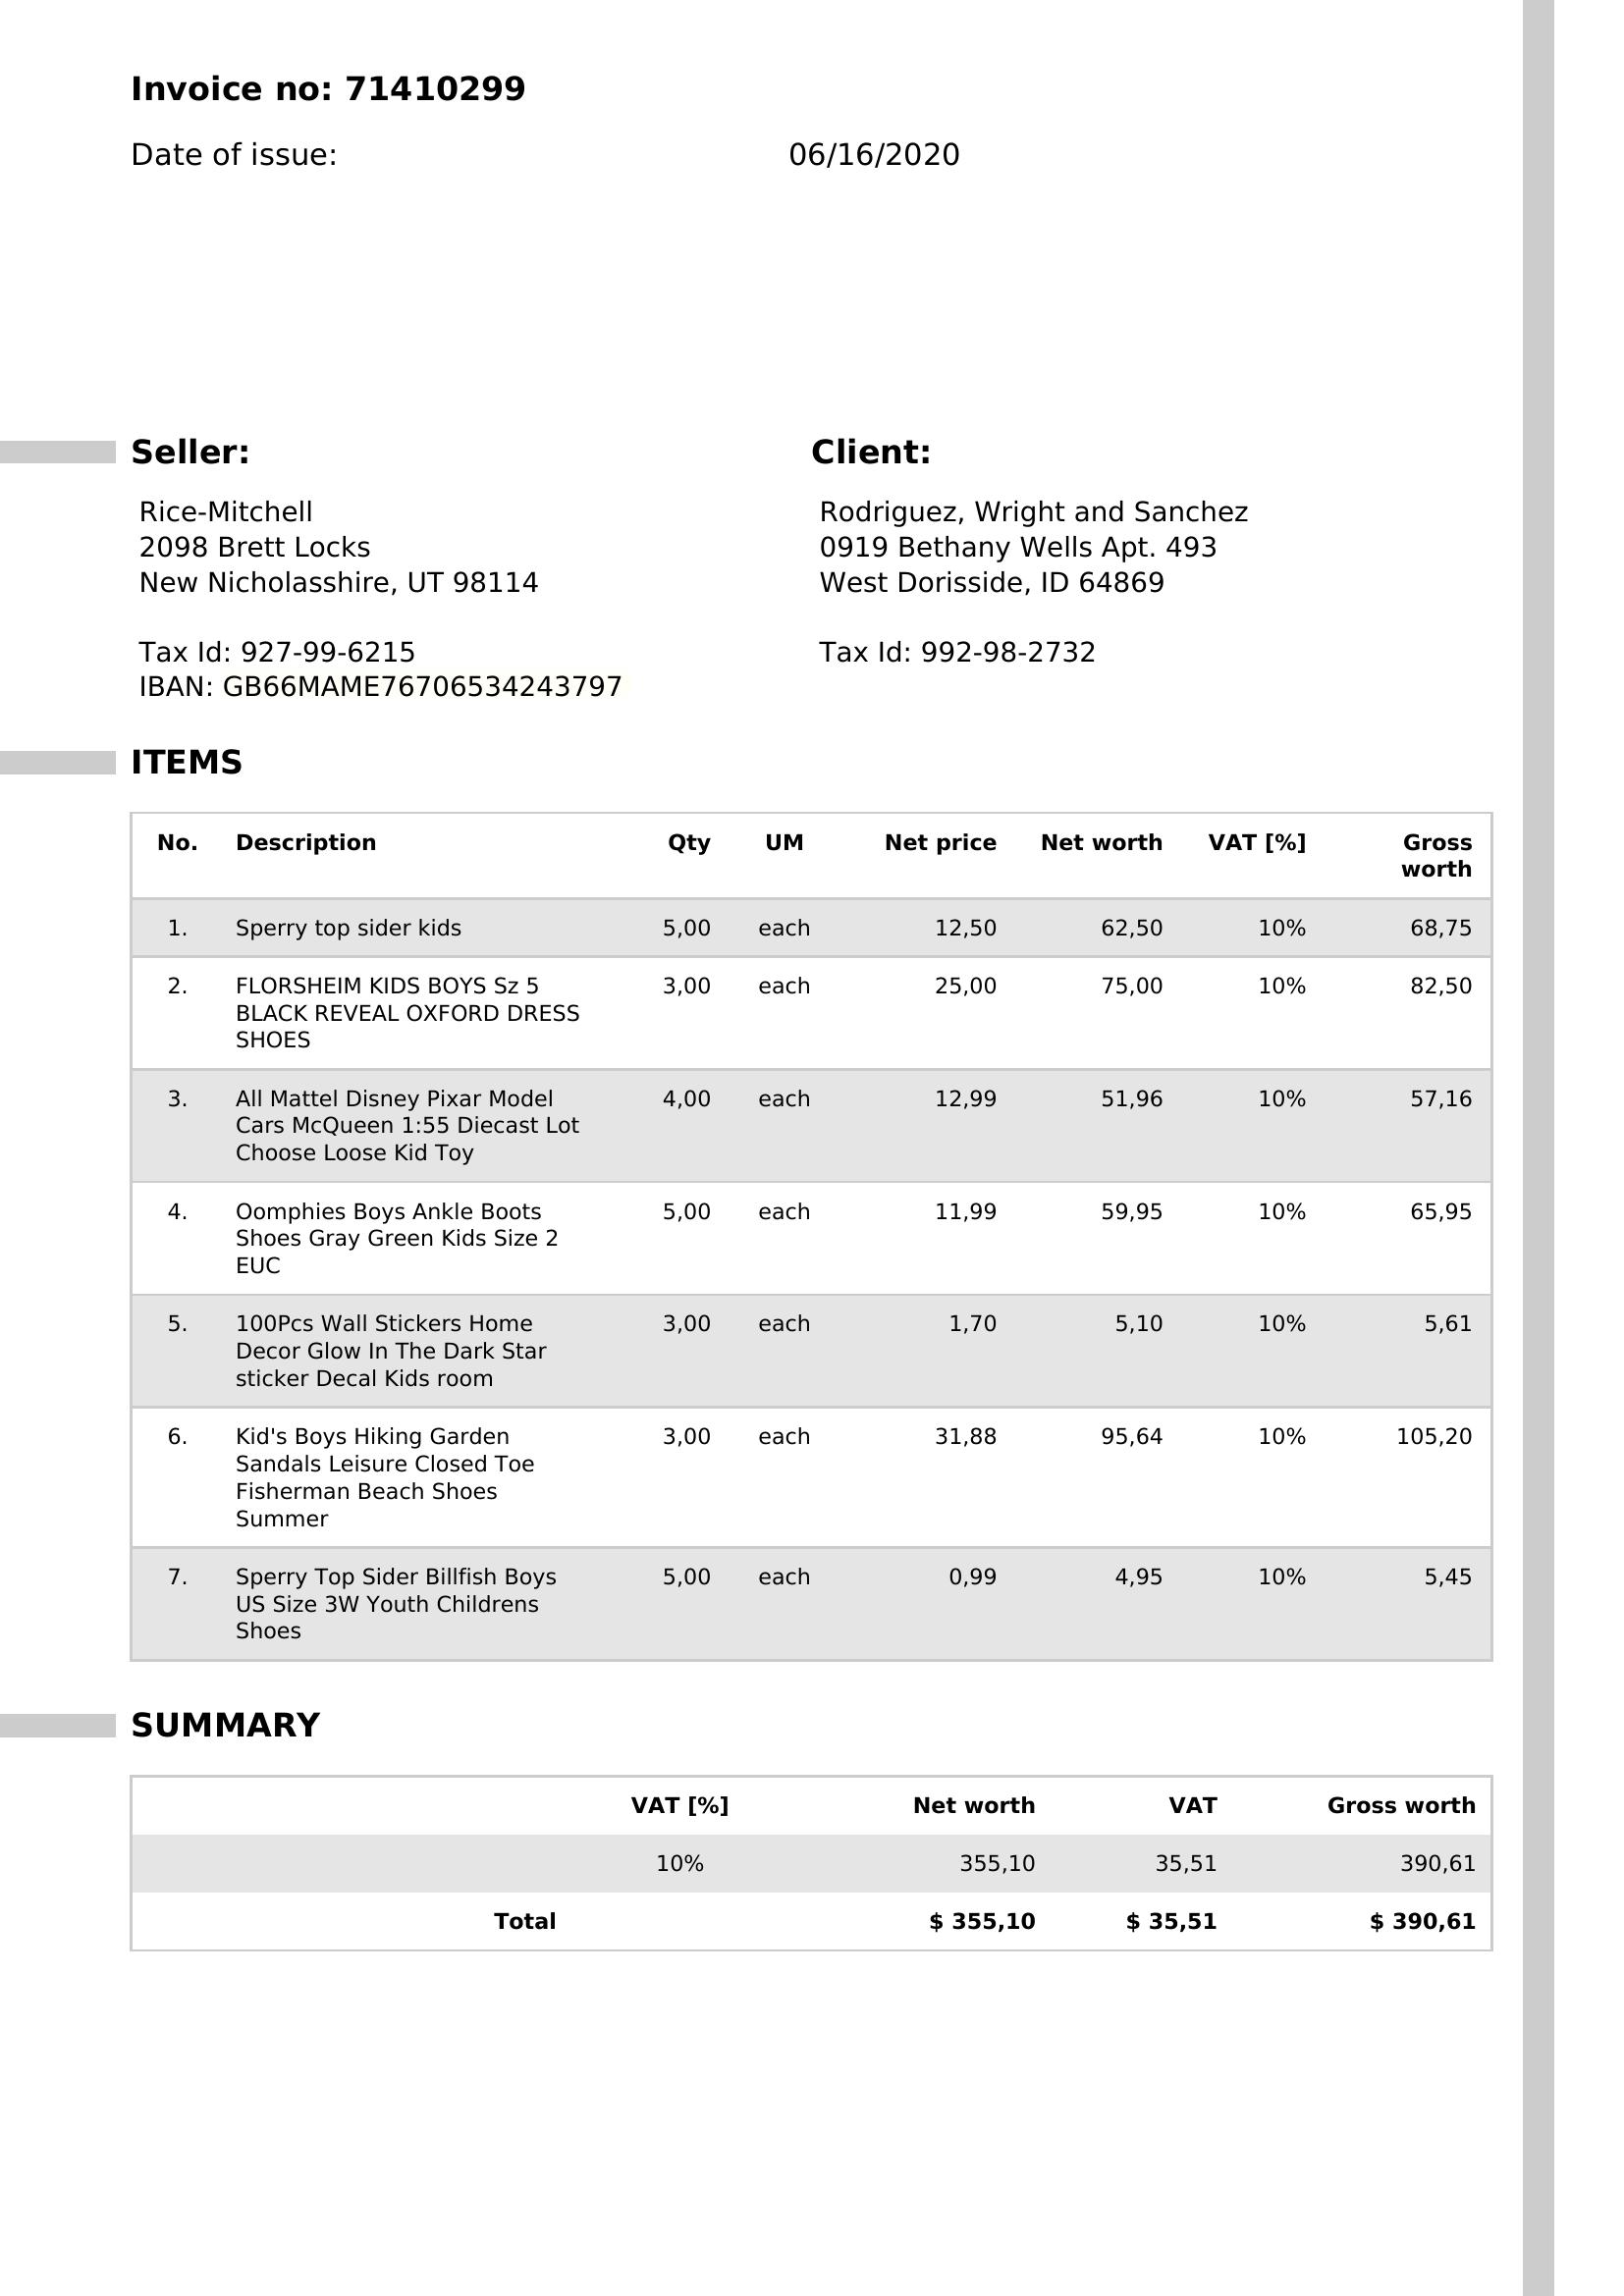 Invoice no: 71410299
Date of issue: 06/16/2020
Seller:
Rice-Mitchell
2098 Brett Locks
New Nicholasshire, UT 98114
Tax Id: 927-99-6215
IBAN: GB66MAME76706534243797
Client:
Rodriguez, Wright and Sanchez
0919 Bethany Wells Apt. 493
West Dorisside, ID 64869
Tax Id: 992-98-2732
ITEMS
No. Description Qty UM Net price Net worth VAT [%] Gross
worth
1. Sperry top sider kids 5,00 each 12,50 62,50 10% 68,75
2. FLORSHEIM KIDS BOYS Sz 5 3,00 each 25,00 75,00 10% 82,50
BLACK REVEAL OXFORD DRESS
SHOES
3. All Mattel Disney Pixar Model 4,00 each 12,99 51,96 10% 57,16
Cars McQueen 1:55 Diecast Lot
Choose Loose Kid Toy
4. Oomphies Boys Ankle Boots 5,00 each 11,99 59,95 10% 65,95
Shoes Gray Green Kids Size 2
EUC
5. 100Pcs Wall Stickers Home 3,00 each 1,70 5,10 10% 5,61
Decor Glow In The Dark Star
sticker Decal Kids room
6. Kid's Boys Hiking Garden 3,00 each 31,88 95,64 10% 105,20
Sandals Leisure Closed Toe
Fisherman Beach Shoes
Summer
7. Sperry Top Sider Billfish Boys 5,00 each 0,99 4,95 10% 5,45
US Size 3W Youth Childrens
Shoes
SUMMARY
VAT [%] Net worth VAT Gross worth
10% 355,10 35,51 390,61
Total $ 355,10 $ 35,51 $ 390,61